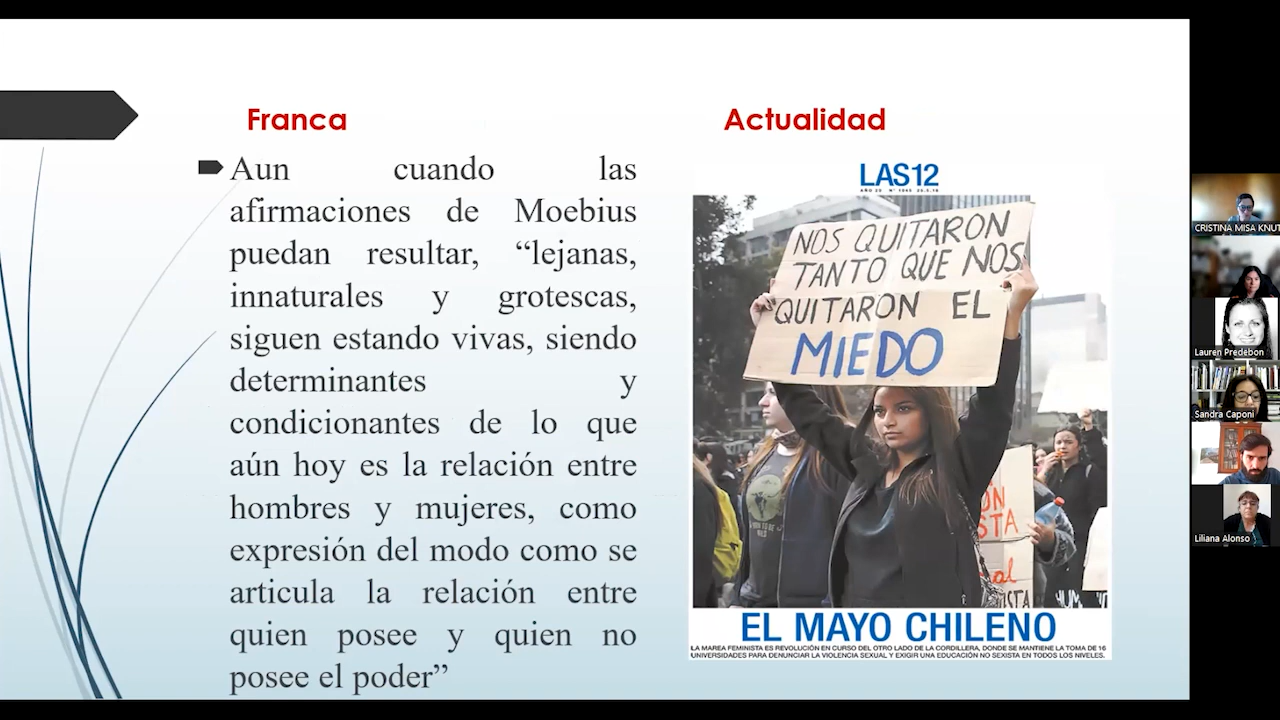 Franca
Aun cuando las
afirmaciones de Moebius
puedan resultar, “lejanas,
innaturales y grotescas,
siguen estando vivas, siendo
determinantes y
condicionantes de lo que
aún hoy es la relación entre
hombres y mujeres, como
expresión del modo como se
articula la relación entre
quien posee y quien no
posee el poder”
Actualidad
LAS12
NOS QUITARON
TANTO QUE NOS
QUITARON EL
MIEDO
EL MAYO CHILENO
LA MAREA FEMINISTA ES REVOLUCIÓN EN CURSO DEL OTRO LADO DE LA CORDILLERA, DONDE SE MANTIENE LA TOMA DE 16
UNIVERSIDADES PARA DENUNCIAR LA VIOLENCIA SEXUAL Y EXIGIR UNA EDUCACIÓN NO SEXISTA EN TODOS LOS NIVELES.
CRISTINA MISA KNUT
Lauren Predebon
Sandra Caponi
Liliana Alonso